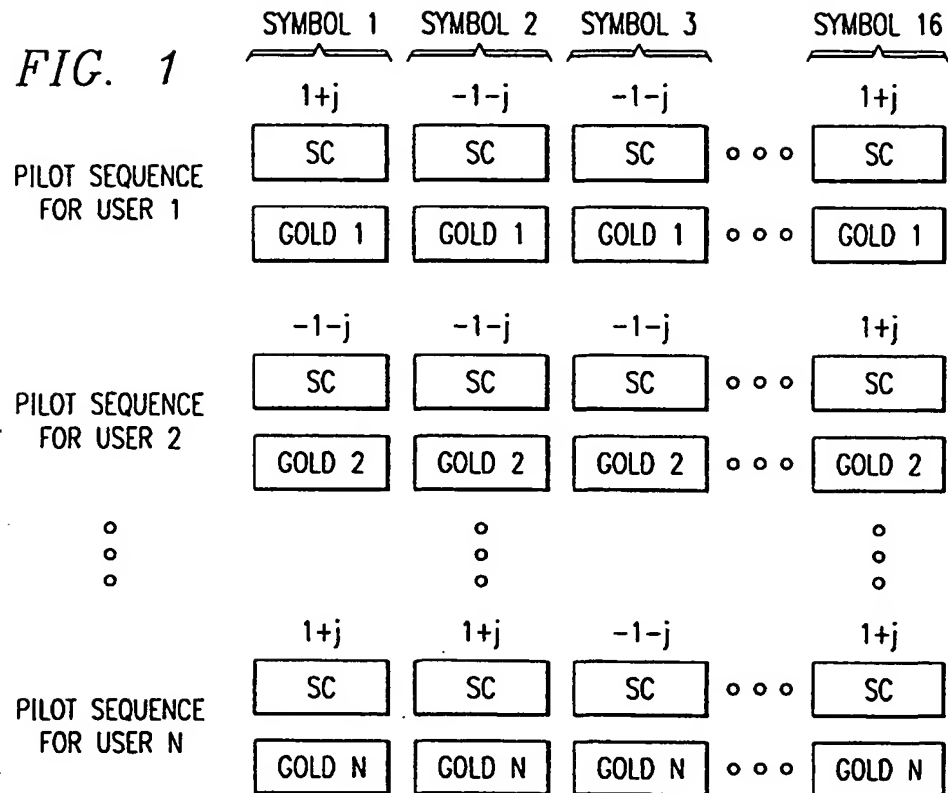 FIG. 1
SYMBOL 1 SYMBOL 2 SYMBOL 3 SYMBOL 16
1+j -1-j -1-j 1+j
PILOT SEQUENCE
FOR USER 1
SC SC SC SC
GOLD 1 GOLD 1 GOLD 1 GOLD 1
-1-j -1-j -1-j 1+j
PILOT SEQUENCE
FOR USER 2
SC SC SC SC
GOLD 2 GOLD 2 GOLD 2 GOLD 2
1+j 1+j -1-j 1+j
PILOT SEQUENCE
FOR USER N
SC SC SC SC
GOLD N GOLD N GOLD N GOLD N